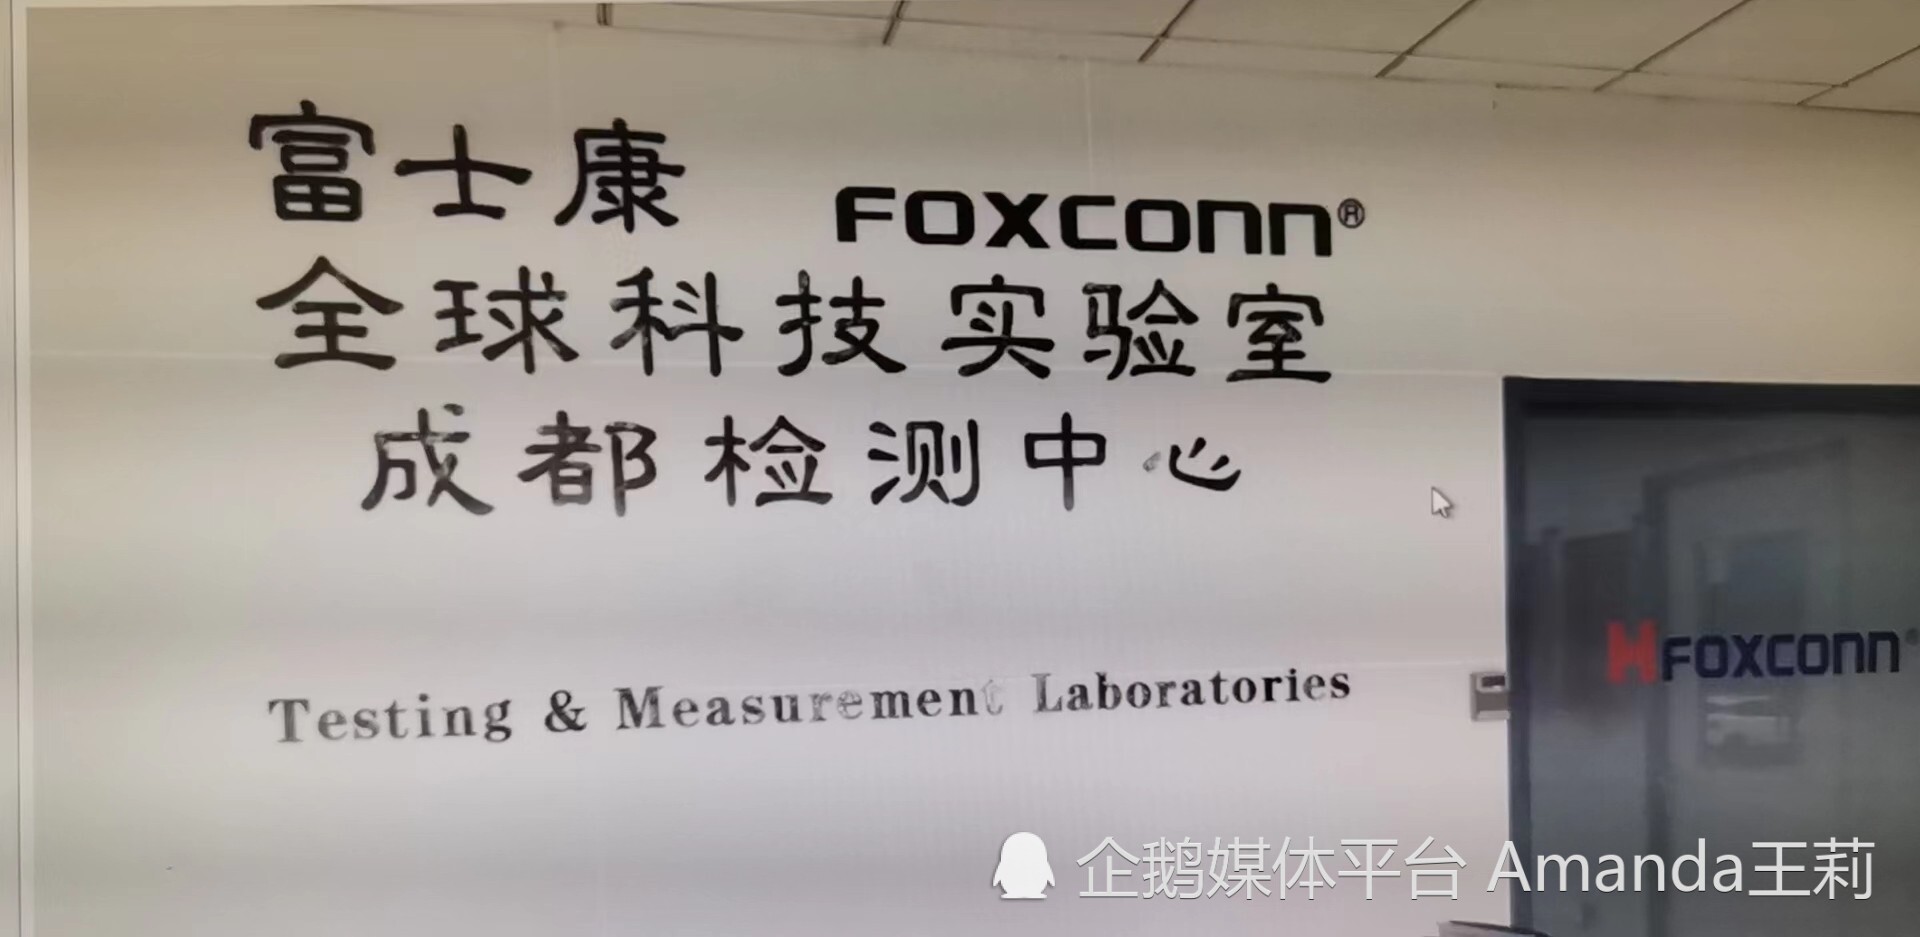 富士康 FOXCONN®
全球科技实验室
成都检测中心
Testing & Measurement Laboratories
FOXCONN®
企鹅媒体平台 Amanda王莉